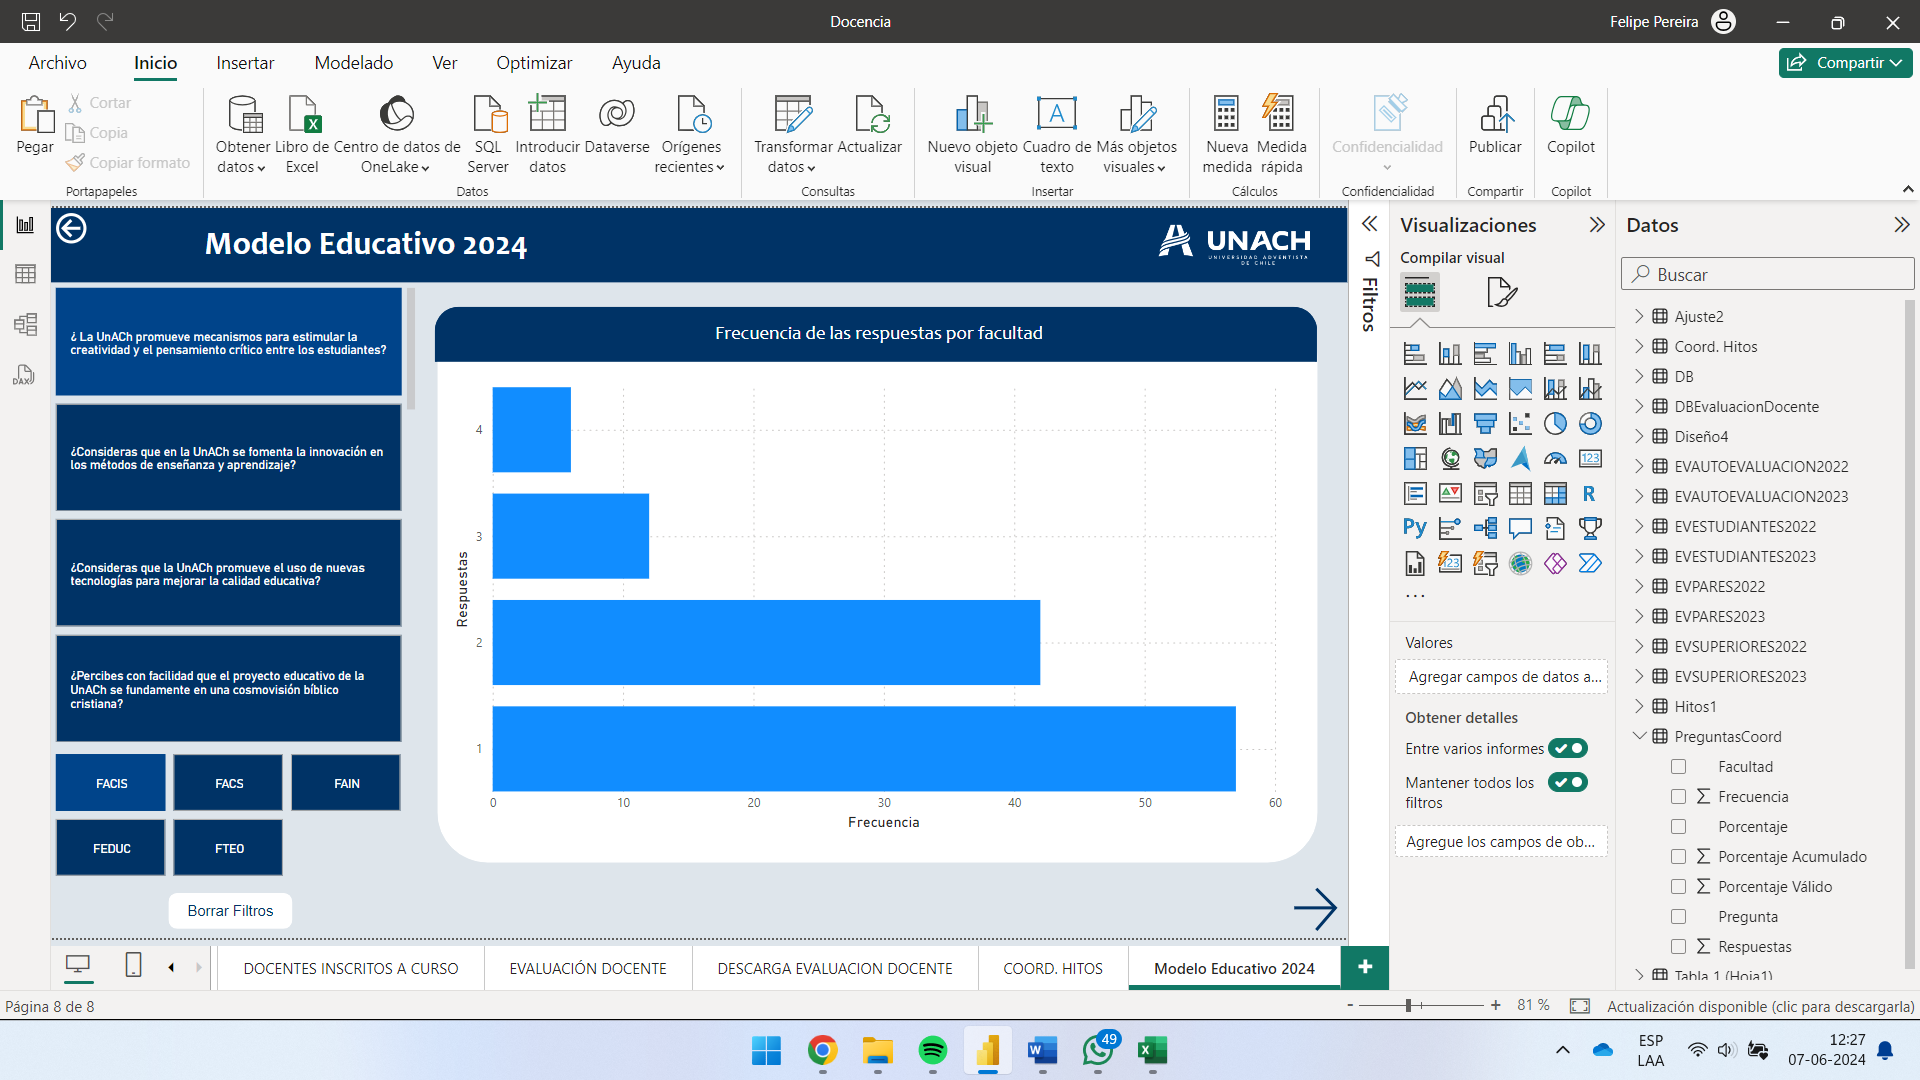 Docencia
Felipe Pereira
Archivo
Inicio
Insertar
Modelado
Ver
Optimizar
Ayuda
Compartir
Pegar
Cortar
Copia
Copiar formato
Portapapeles
Obtener
datos
Libro de
Excel
Centro de datos de
OneLake
SQL
Server
Introducir
datos
Dataverse
Orígenes
recientes
Datos
Transformar
datos
Actualizar
Consultas
Nuevo objeto
visual
Cuadro de
texto
Más objetos
visuales
Insertar
Nueva
medida
Medida
rápida
Cálculos
Confidencialidad
Confidencialidad
Publicar
Compartir
Copilot
Copilot
Modelo Educativo 2024
UNACH
UNIVERSIDAD ADVENTISTA
DE CHILE
¿ La UnACh promueve mecanismos para estimular la
creatividad y el pensamiento crítico entre los estudiantes?
¿Consideras que en la UnACh se fomenta la innovación en
los métodos de enseñanza y aprendizaje?
¿Consideras que la UnACh promueve el uso de nuevas
tecnologías para mejorar la calidad educativa?
¿Percibes con facilidad que el proyecto educativo de la
UnACh se fundamente en una cosmovisión bíblico
cristiana?
FACIS
FACS
FAIN
FEDUC
FTEO
Borrar Filtros
Frecuencia de las respuestas por facultad
Respuestas
4
3
2
1
0
10
20
30
40
50
60
Frecuencia
Filtros
Visualizaciones
Compilar visual
123
R
Py
123
...
Valores
Agregar campos de datos a...
Obtener detalles
Entre varios informes
Mantener todos los
filtros
Agregue los campos de ob...
Datos
Buscar
Ajuste2
Coord. Hitos
DB
DBEvaluacionDocente
Diseño4
EVAUTOEVALUACION2022
EVAUTOEVALUACION2023
EVESTUDIANTES2022
EVESTUDIANTES2023
EVPARES2022
EVPARES2023
EVSUPERIORES2022
EVSUPERIORES2023
Hitos1
PreguntasCoord
Facultad
Σ Frecuencia
Porcentaje
Σ Porcentaje Acumulado
Σ Porcentaje Válido
Pregunta
Σ Respuestas
Tabla 1 (Hoja1)
DAX
DOCENTES INSCRITOS A CURSO
EVALUACIÓN DOCENTE
DESCARGA EVALUACION DOCENTE
COORD. HITOS
Modelo Educativo 2024
+
Página 8 de 8
- + 81 %
Actualización disponible (clic para descargarla)
49
ESP
LAA
12:27
07-06-2024